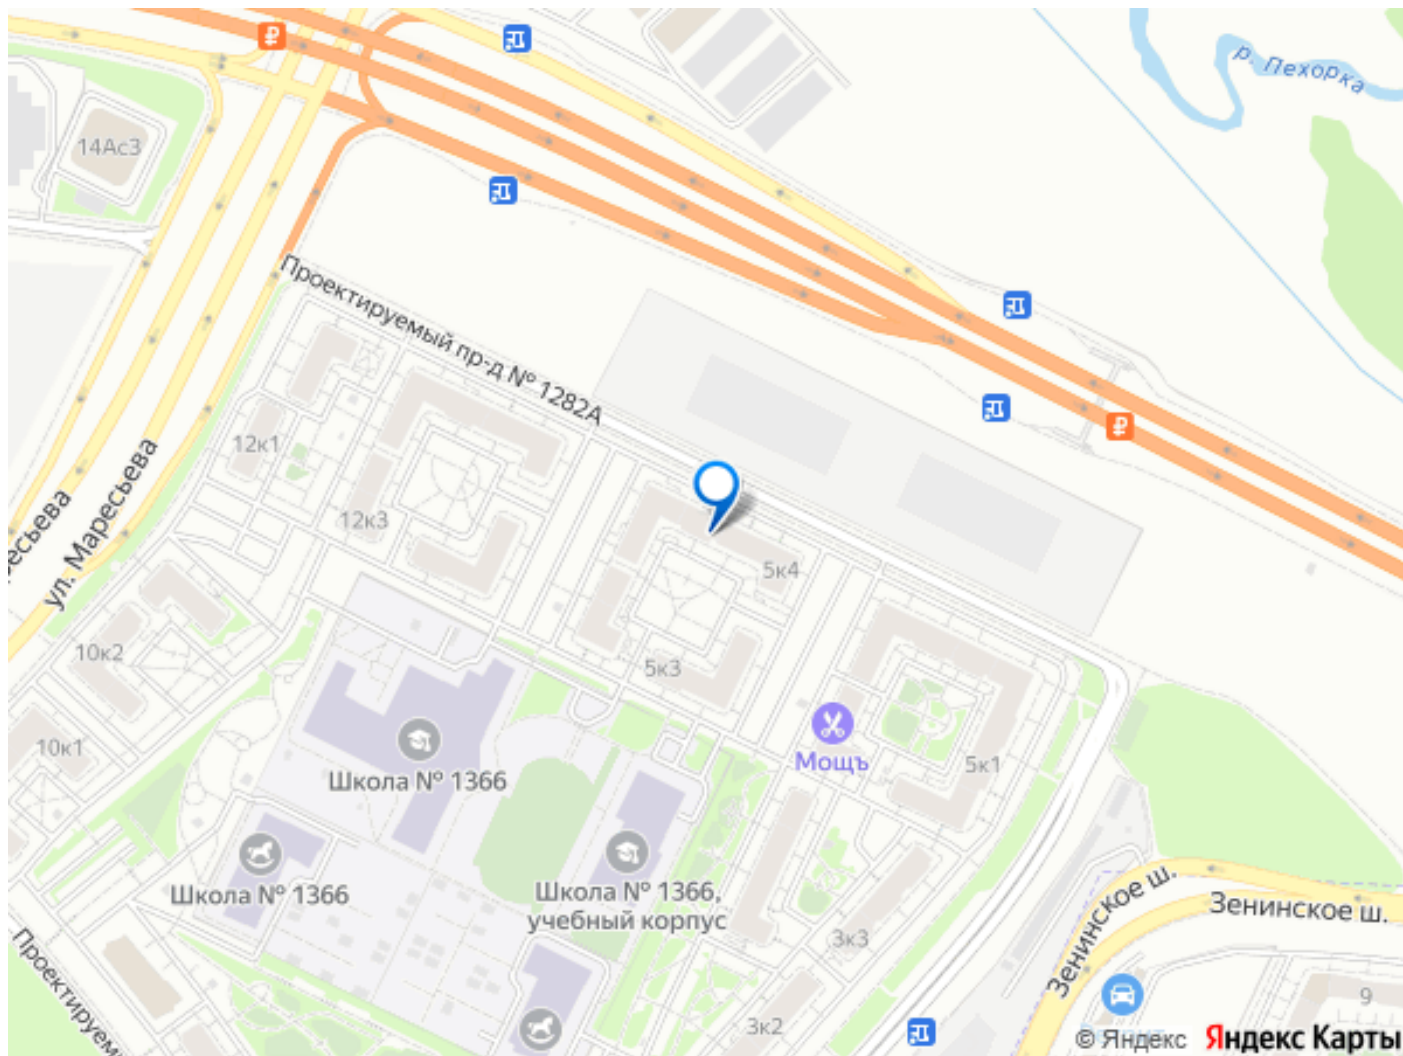 р. Пехорка
14Ас3
Проектируемый пр-д № 1282А
12к1
12к3
ул. Маресьева
есьева
5к4
5к3
10к2
10к1
Школа № 1366
Мощъ
5к1
Школа № 1366
Школа № 1366,
учебный корпус
Зенинское ш.
Зенинское ш.
3к3
3к2
9
Проектируем
© Яндекс Яндекс Карты